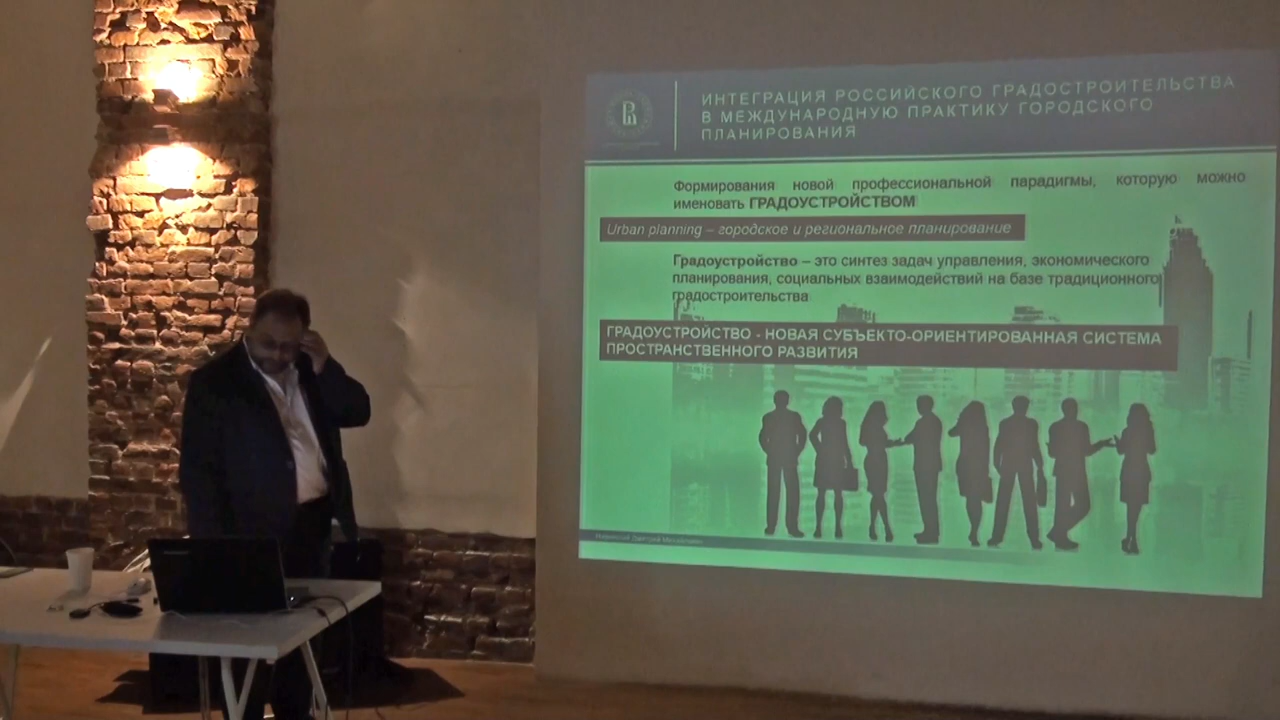 ИНТЕГРАЦИЯ РОССИЙСКОГО ГРАДОСТРОИТЕЛЬСТВА
В МЕЖДУНАРОДНУЮ ПРАКТИКУ ГОРОДСКОГО
ПЛАНИРОВАНИЯ
Формирования новой профессиональной парадигмы, которую можно
именовать ГРАДОУСТРОЙСТВОМ
Urban planning – городское и региональное планирование
Градоустройство – это синтез задач управления, экономического
планирования, социальных взаимодействий на базе традиционного
градостроительства
ГРАДОУСТРОЙСТВО - НОВАЯ СУБЪЕКТО-ОРИЕНТИРОВАННАЯ СИСТЕМА
ПРОСТРАНСТВЕННОГО РАЗВИТИЯ
Дмитрий Михайлович